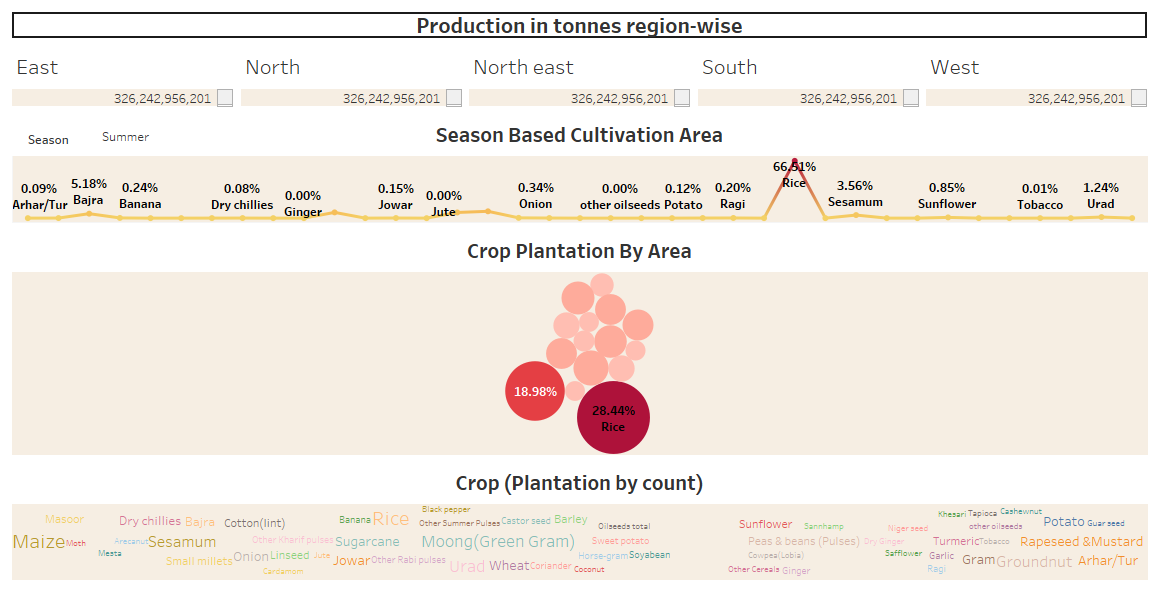 Production in tonnes region-wise
East North North east South West
326,242,956,201 326,242,956,201 326,242,956,201 326,242,956,201 326,242,956,201
Season Summer
Season Based Cultivation Area
0.09% 5.18% 0.24% 0.08% 0.00% 0.15% 0.00% 0.34% 0.00% 0.12% 0.20% 66.51% 3.56% 0.85% 0.01% 1.24%
Arhar/Tur Bajra Banana Dry chillies Ginger Jowar Jute Onion other oilseeds Potato Ragi Rice Sesamum Sunflower Tobacco Urad
Crop Plantation By Area
18.98%
28.44%
Rice
Crop (Plantation by count)
Black pepper
Khesari Tapioca Cashewnut
Masoor Dry chillies Bajra Cotton(lint) Banana Rice Other Summer Pulses Castor seed Barley Oilseeds total Sunflower Sannhamp Niger seed other oilseeds Potato Guar seed
Maize Moth Arecanut Sesamum Other Kharif pulses Sugarcane Moong(Green Gram) Sweet potato Peas & beans (Pulses) Dry Ginger Turmeric Tobacco Rapeseed &Mustard
Mesta Onion Linseed Jute Horse-gram Soyabean Cowpea(Lobia) Safflower Garlic
Small millets Jowar Other Rabi pulses Urad Wheat Coriander Coconut Gram Groundnut Arhar/Tur
Cardamom Other Cereals Ginger Ragi